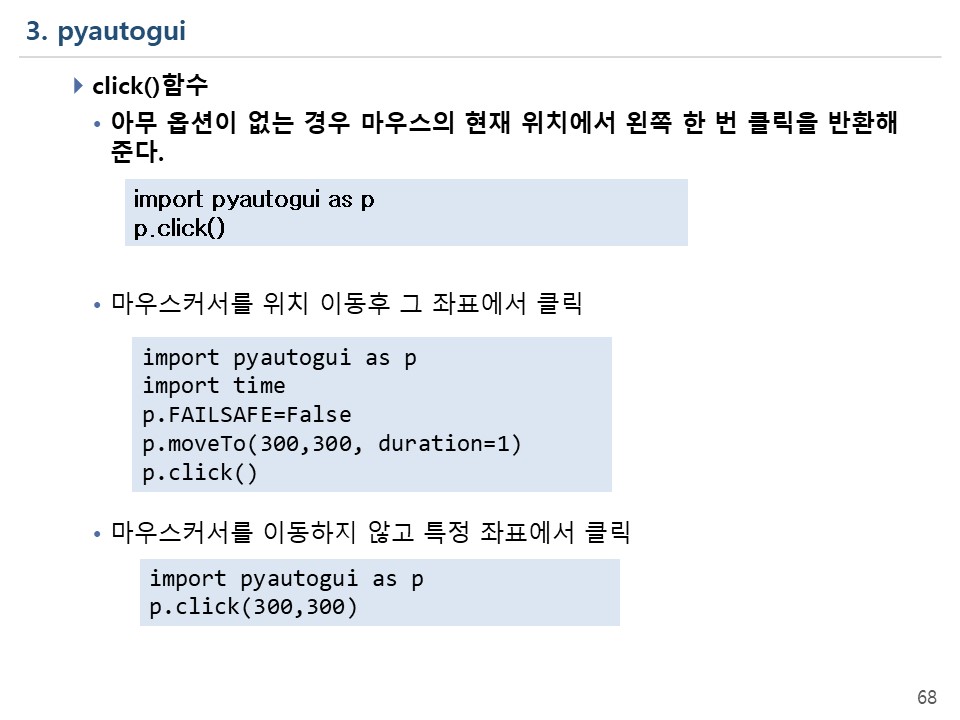 3. pyautogui
click()함수
• 아무 옵션이 없는 경우 마우스의 현재 위치에서 왼쪽 한 번 클릭을 반환해
준다.
import pyautogui as p
p.click()
• 마우스커서를 위치 이동후 그 좌표에서 클릭
import pyautogui as p
import time
p.FAILSAFE=False
p.moveTo(300,300, duration=1)
p.click()
• 마우스커서를 이동하지 않고 특정 좌표에서 클릭
import pyautogui as p
p.click(300,300)
68